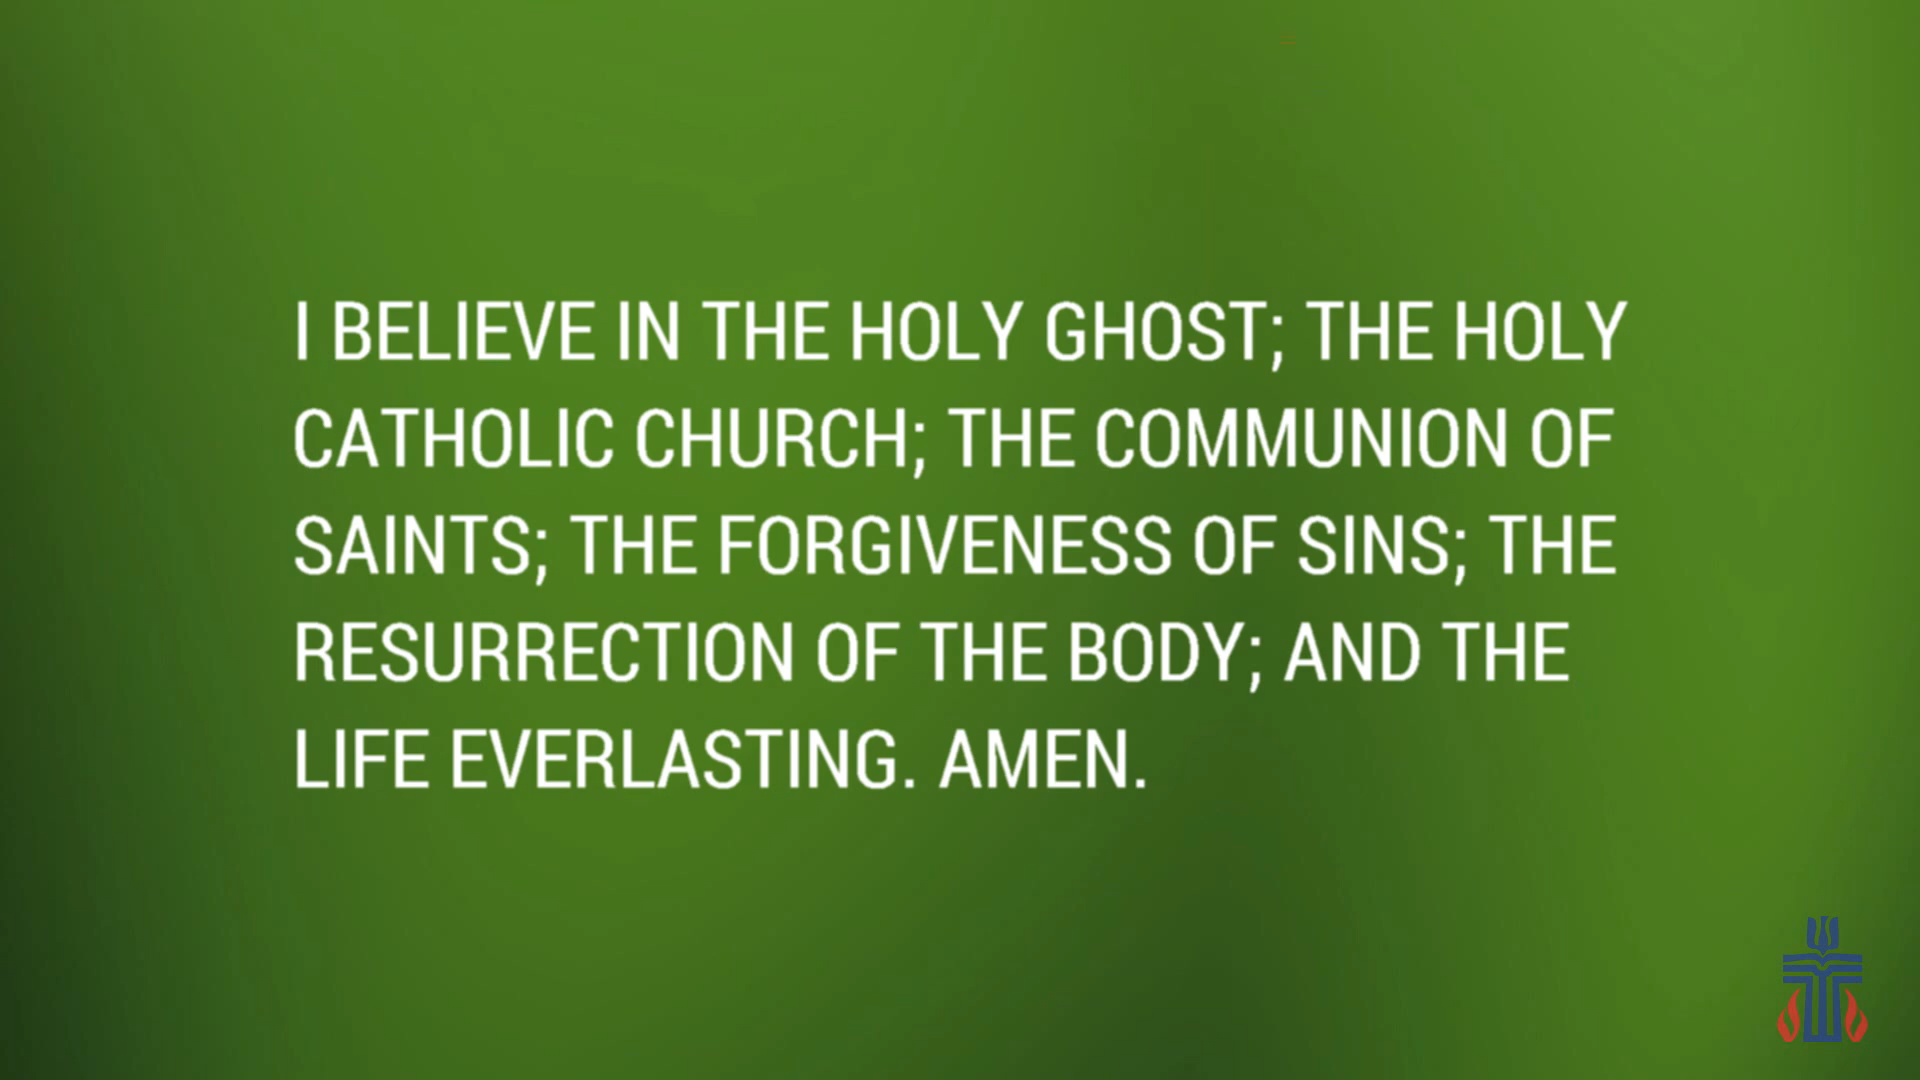 I BELIEVE IN THE HOLY GHOST; THE HOLY
CATHOLIC CHURCH; THE COMMUNION OF
SAINTS; THE FORGIVENESS OF SINS; THE
RESURRECTION OF THE BODY; AND THE
LIFE EVERLASTING. AMEN.